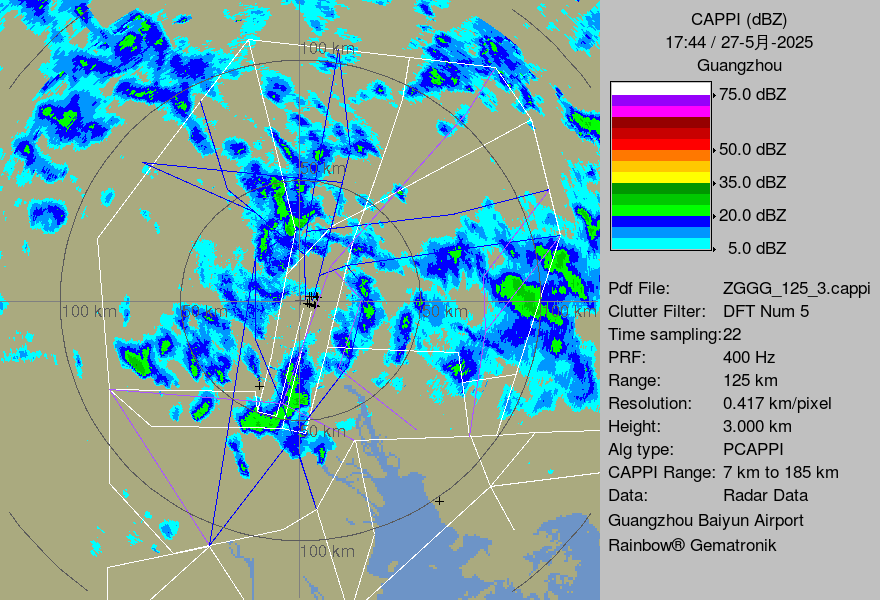 CAPPI (dBZ)
17:44 / 27-5月-2025
Guangzhou
75.0 dBZ
50.0 dBZ
35.0 dBZ
20.0 dBZ
5.0 dBZ
Pdf File: ZGGG_125_3.cappi
Clutter Filter: DFT Num 5
Time sampling:22
PRF: 400 Hz
Range: 125 km
Resolution: 0.417 km/pixel
Height: 3.000 km
Alg type: PCAPPI
CAPPI Range: 7 km to 185 km
Data: Radar Data
Guangzhou Baiyun Airport
Rainbow® Gematronik
100 km
50 km
100 km
50 km
50 km
100 km
50 km
100 km